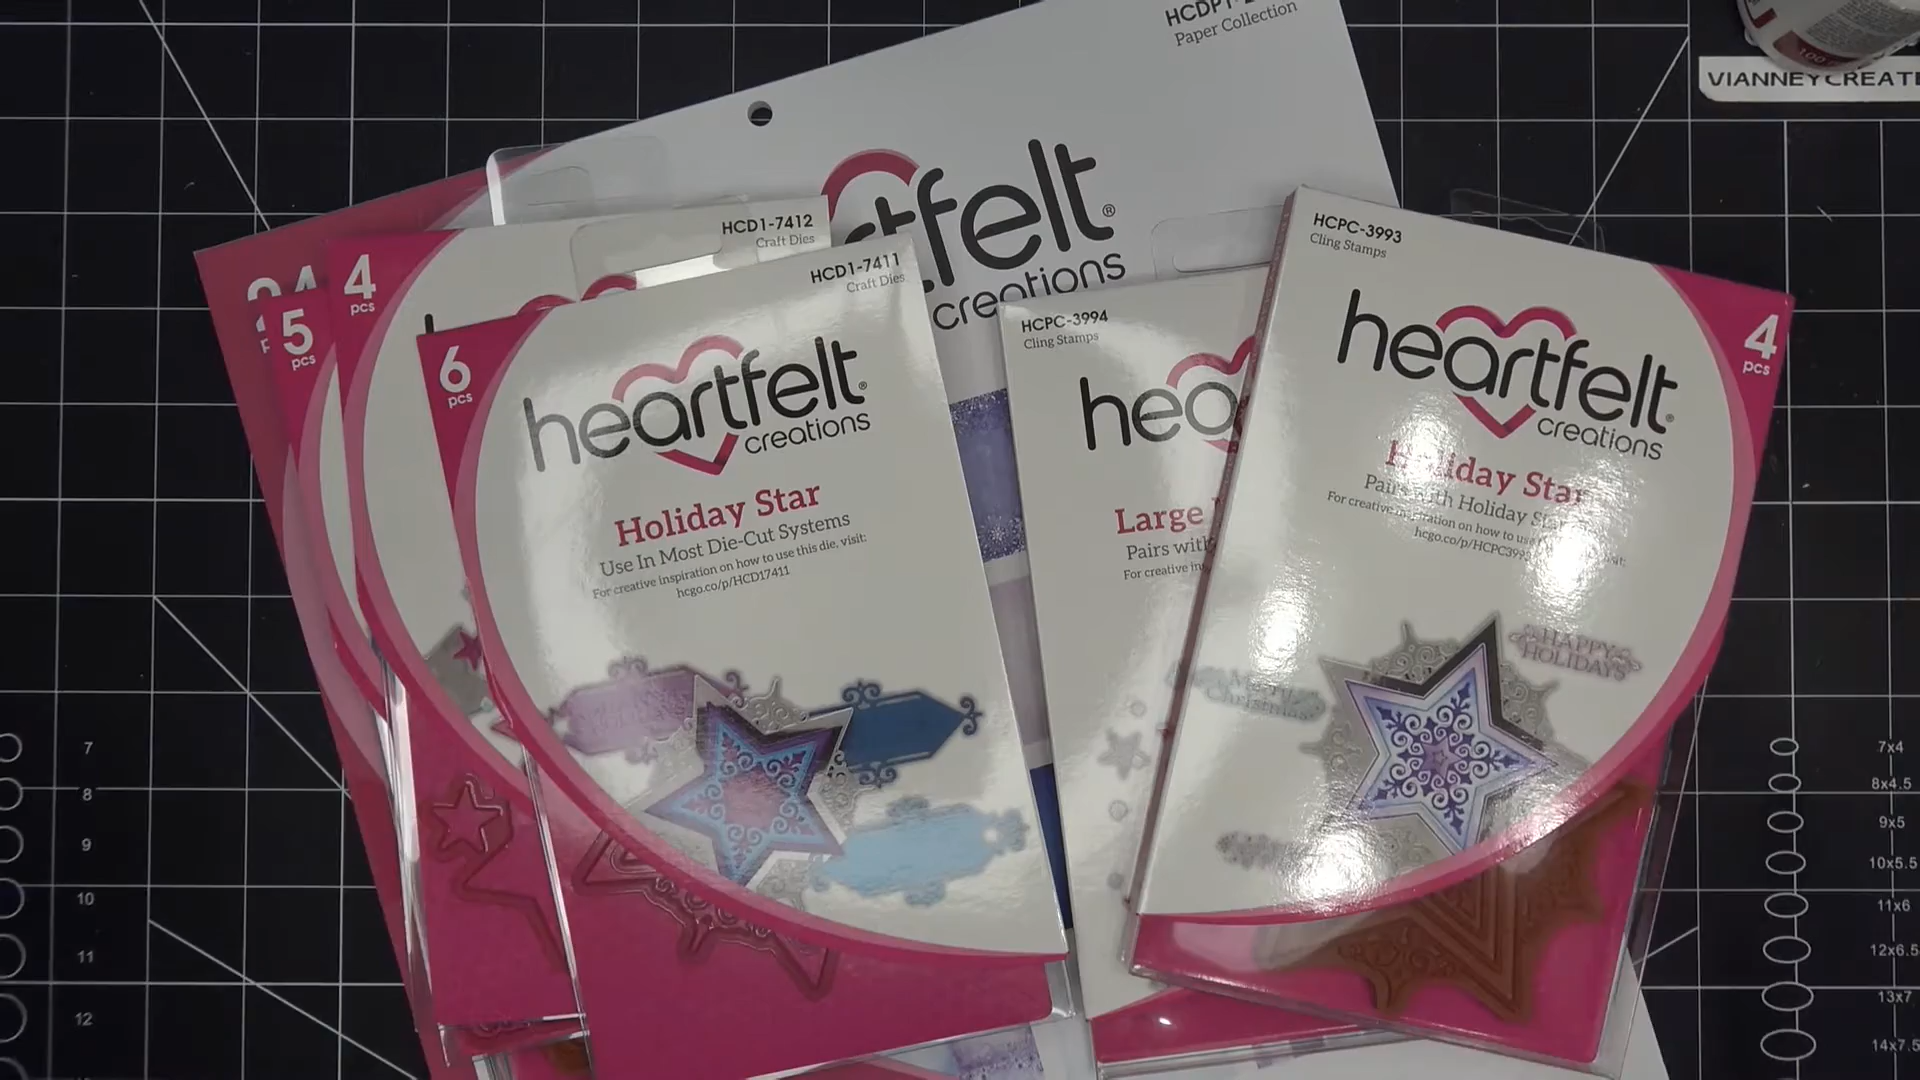 Paper Collection
VIANNEYCREATE
creations
HCD1-7412
Craft Dies
4
pcs
5
pcs
HCD1-7411
Craft Dies
6
pcs
heartfelt®
creations
Holiday Star
Use In Most Die-Cut Systems
For creative inspiration on how to use this die, visit:
hcgo.co/p/HCD17411
HCPC-3994
Cling Stamps
Large
Pairs with
For creative
HCPC-3993
Cling Stamps
4
pcs
heartfelt®
creations
Holiday Star
Pairs with Holiday
For creative inspiration on how to use
HAPPY
HOLIDAYS
Merry
Christmas
7
8
9
10
11
12
7x4
8x4.5
9x5
10x5.5
11x6
12x6.5
13x7
14x7.5